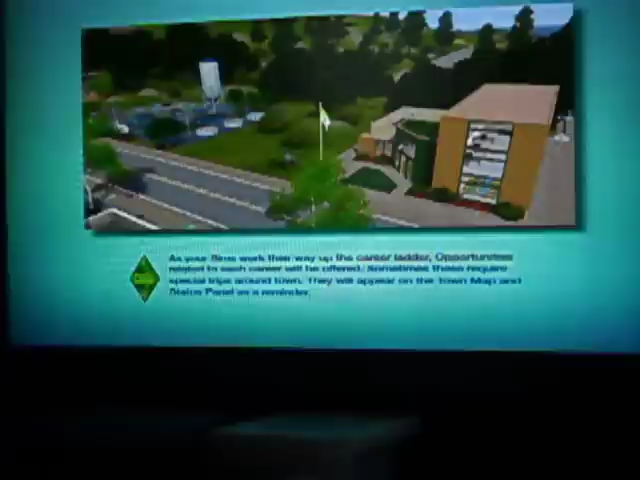 As your Sims work their way up the career ladder, Opportunities
related to each career will be offered. Sometimes these require
special trips around town. They will appear on the Town Map and
Status Panel as a reminder.